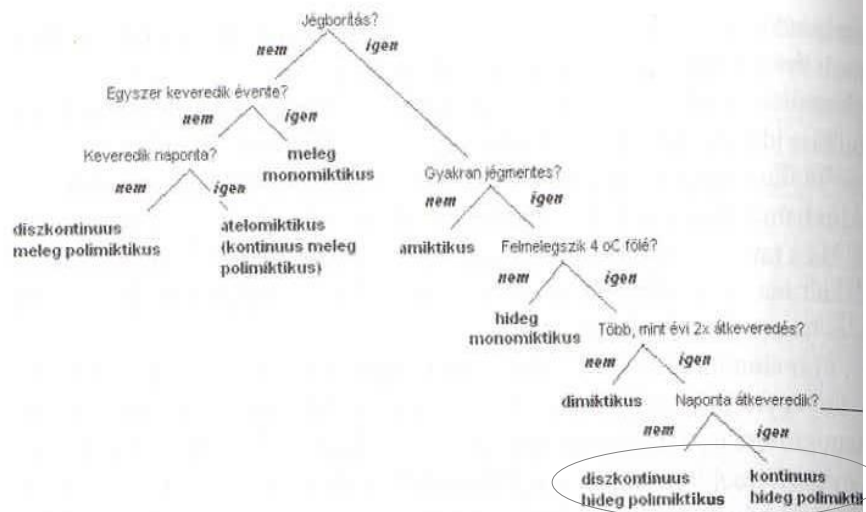 Jégborítás?
nem igen
Egyszer keveredik évente?
nem igen
Keveredik naponta?
meleg
monomiktikus
Gyakran jégmentes?
nem igen
nem igen
diszkontinuus
meleg polimiktikus
atelomiktikus
(kontinuus meleg
polimiktikus)
amiktikus
Felmelegszik 4 oC fölé?
nem igen
hideg
monomiktikus
Több, mint évi 2x átkeveredés?
nem igen
dimiktikus
Naponta átkeveredik?
nem igen
diszkontinuus
hideg polimiktikus
kontinuus
hideg polimiktik